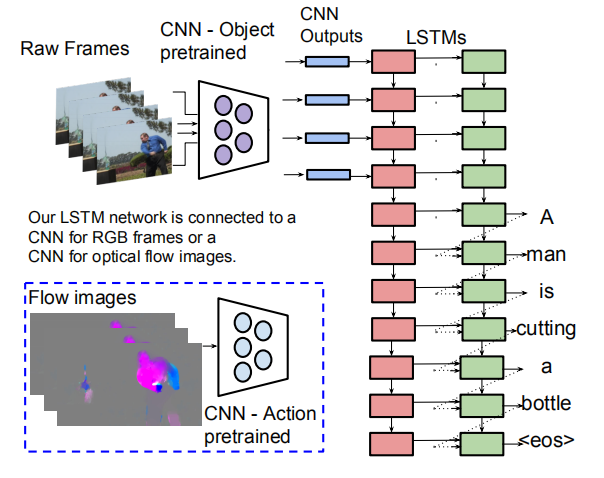 Raw Frames
CNN - Object
pretrained
CNN
Outputs
LSTMs
Our LSTM network is connected to a
CNN for RGB frames or a
CNN for optical flow images.
Flow images
CNN - Action
pretrained
A
man
is
cutting
a
bottle
<eos>